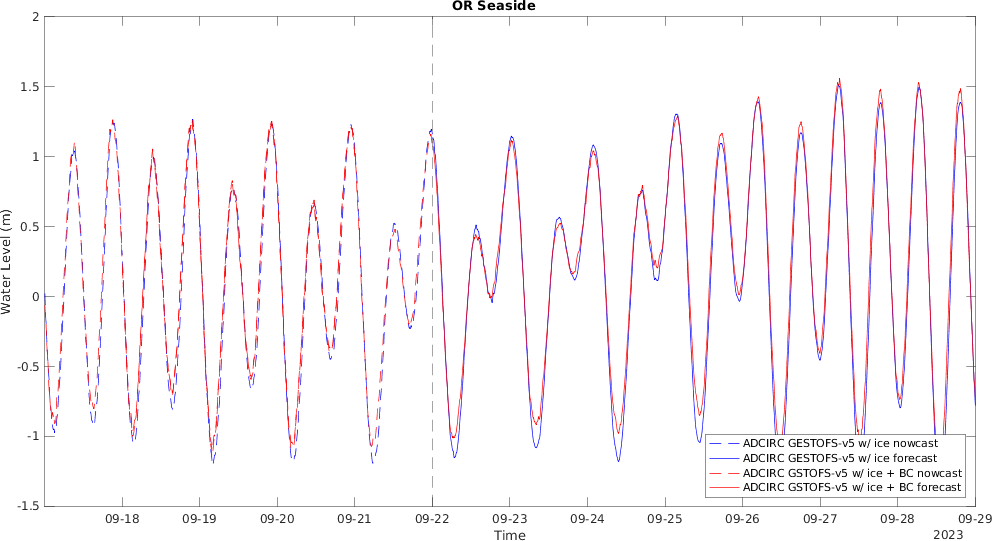 OR Seaside
2
1.5
1
0.5
0
-0.5
-1
-1.5
Water Level (m)
09-18 09-19 09-20 09-21 09-22 09-23 09-24 09-25 09-26 09-27 09-28 09-29
Time
2023
ADCIRC GESTOFS-v5 w/ ice nowcast
ADCIRC GESTOFS-v5 w/ ice forecast
ADCIRC GSTOFS-v5 w/ ice + BC nowcast
ADCIRC GSTOFS-v5 w/ ice + BC forecast